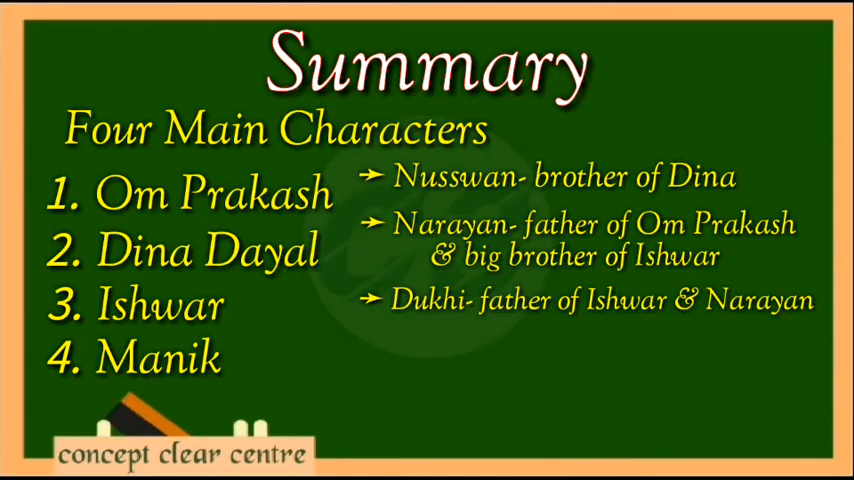 Summary
Four Main Characters
1. Om Prakash
2. Dina Dayal
3. Ishwar
4. Manik
→ Nusswan- brother of Dina
→ Narayan- father of Om Prakash
& big brother of Ishwar
→ Dukhi- father of Ishwar & Narayan
concept clear centre